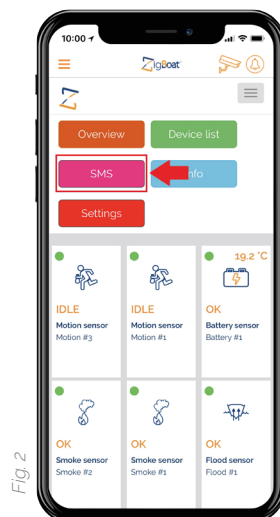 10:00
ZigBoat
Overview
Device list
SMS
nfo
Settings
19.2 °C
IDLE
IDLE
OK
Motion sensor
Motion sensor
Battery sensor
Motion #3
Motion #1
Battery #1
OK
OK
OK
Smoke sensor
Smoke sensor
Flood sensor
Smoke #2
Smoke #1
Flood #1
Fig. 2